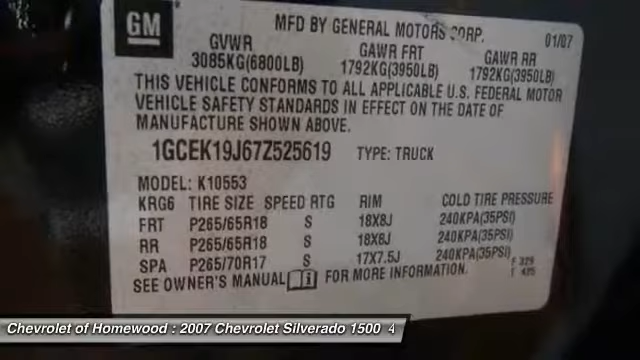 GM
MFD BY GENERAL MOTORS CORP.
01/07
GVWR GAWR FRT GAWR RR
3085KG(6800LB) 1792KG(3950LB) 1792KG(3950LB)
THIS VEHICLE CONFORMS TO ALL APPLICABLE U.S. FEDERAL MOTOR
VEHICLE SAFETY STANDARDS IN EFFECT ON THE DATE OF
MANUFACTURE SHOWN ABOVE.
1GCEK19J67Z525619 TYPE: TRUCK
MODEL: K10553
KRG6 TIRE SIZE SPEED RTG RIM COLD TIRE PRESSURE
FRT P265/65R18 S 18X8J 240KPA(35PSI)
RR P265/65R18 S 18X8J 240KPA(35PSI)
SPA P265/70R17 S 17X7.5J 240KPA(35PSI)
SEE OWNER'S MANUAL FOR MORE INFORMATION.
F 329
T 435
Chevrolet of Homewood : 2007 Chevrolet Silverado 1500 4